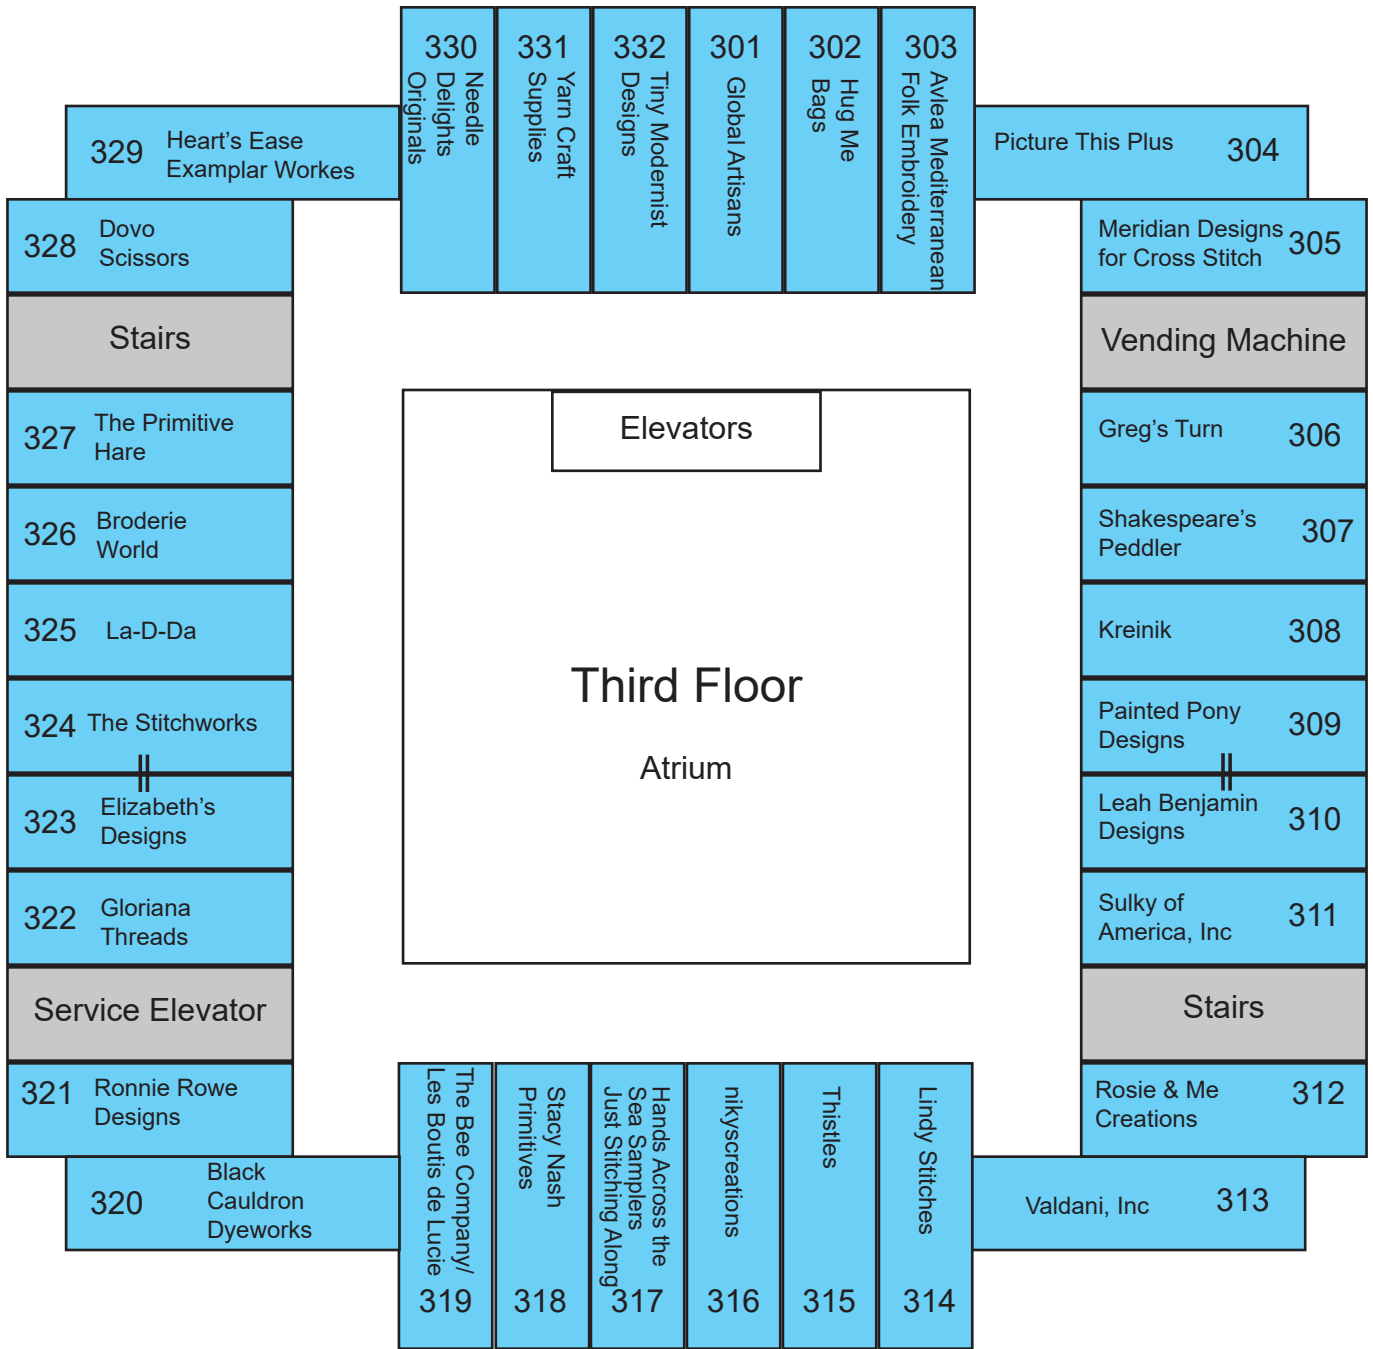 330
Needle
Delights
Originals
331
Yarn Craft
Supplies
332
Tiny Modernist
Designs
301
Global Artisans
302
Hug Me
Bags
303
Avlea Mediterranean
Folk Embroidery
329
Heart's Ease
Examplar Workes
Picture This Plus
304
328
Dovo
Scissors
Stairs
327
The Primitive
Hare
326
Broderie
World
325
La-D-Da
324
The Stitchworks
323
Elizabeth's
Designs
322
Gloriana
Threads
Service Elevator
321
Ronnie Rowe
Designs
320
Black
Cauldron
Dyeworks
Elevators
Third Floor
Atrium
Meridian Designs
for Cross Stitch
305
Vending Machine
Greg's Turn
306
Shakespeare's
Peddler
307
Kreinik
308
Painted Pony
Designs
309
Leah Benjamin
Designs
310
Sulky of
America, Inc
311
Stairs
Rosie & Me
Creations
312
Valdani, Inc
313
The Bee Company/
Les Boutis de Lucie
319
Stacy Nash
Primitives
318
Hands Across the
Sea Samplers
Just Stitching Along
317
nikyscreations
316
Thistles
315
Lindy Stitches
314